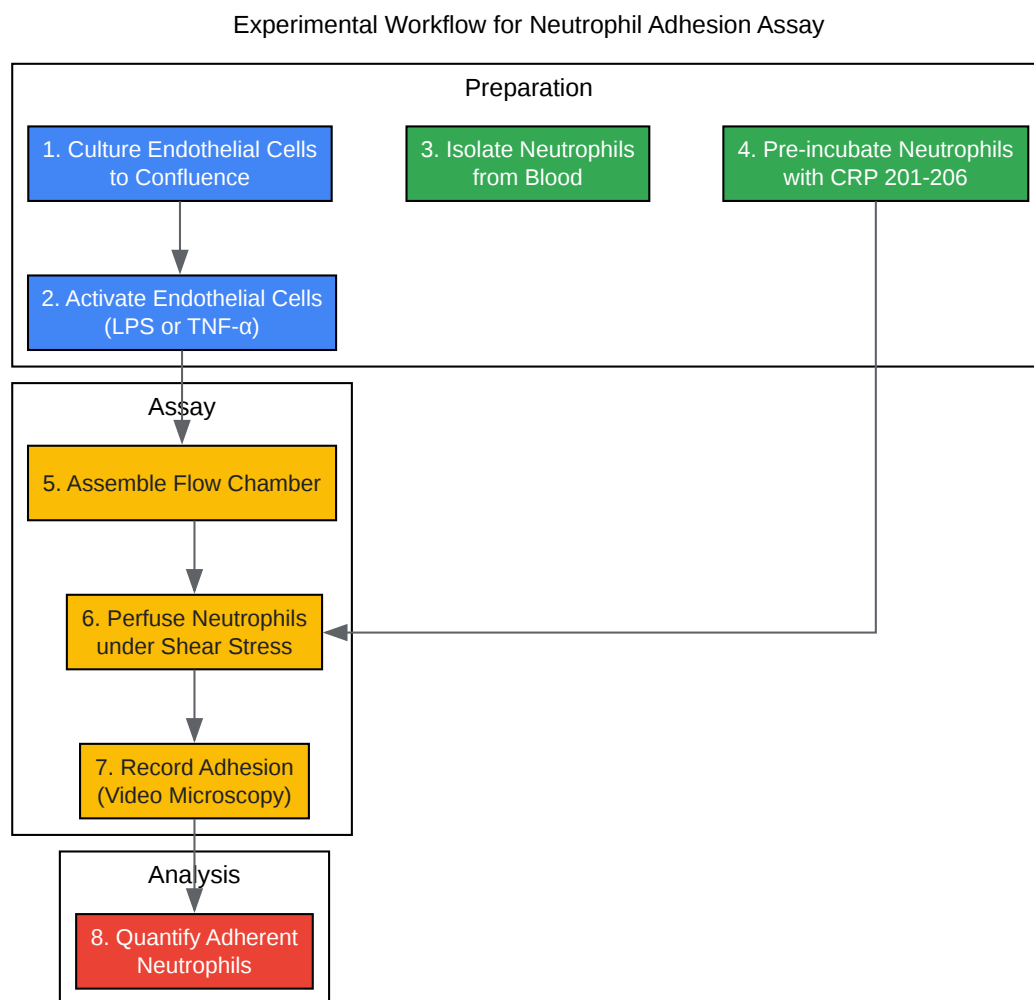 Experimental Workflow for Neutrophil Adhesion Assay
Preparation
1. Culture Endothelial Cells
to Confluence
3. Isolate Neutrophils
from Blood
4. Pre-incubate Neutrophils
with CRP 201-206
2. Activate Endothelial Cells
(LPS or TNF-α)
Assay
5. Assemble Flow Chamber
6. Perfuse Neutrophils
under Shear Stress
7. Record Adhesion
(Video Microscopy)
Analysis
8. Quantify Adherent
Neutrophils